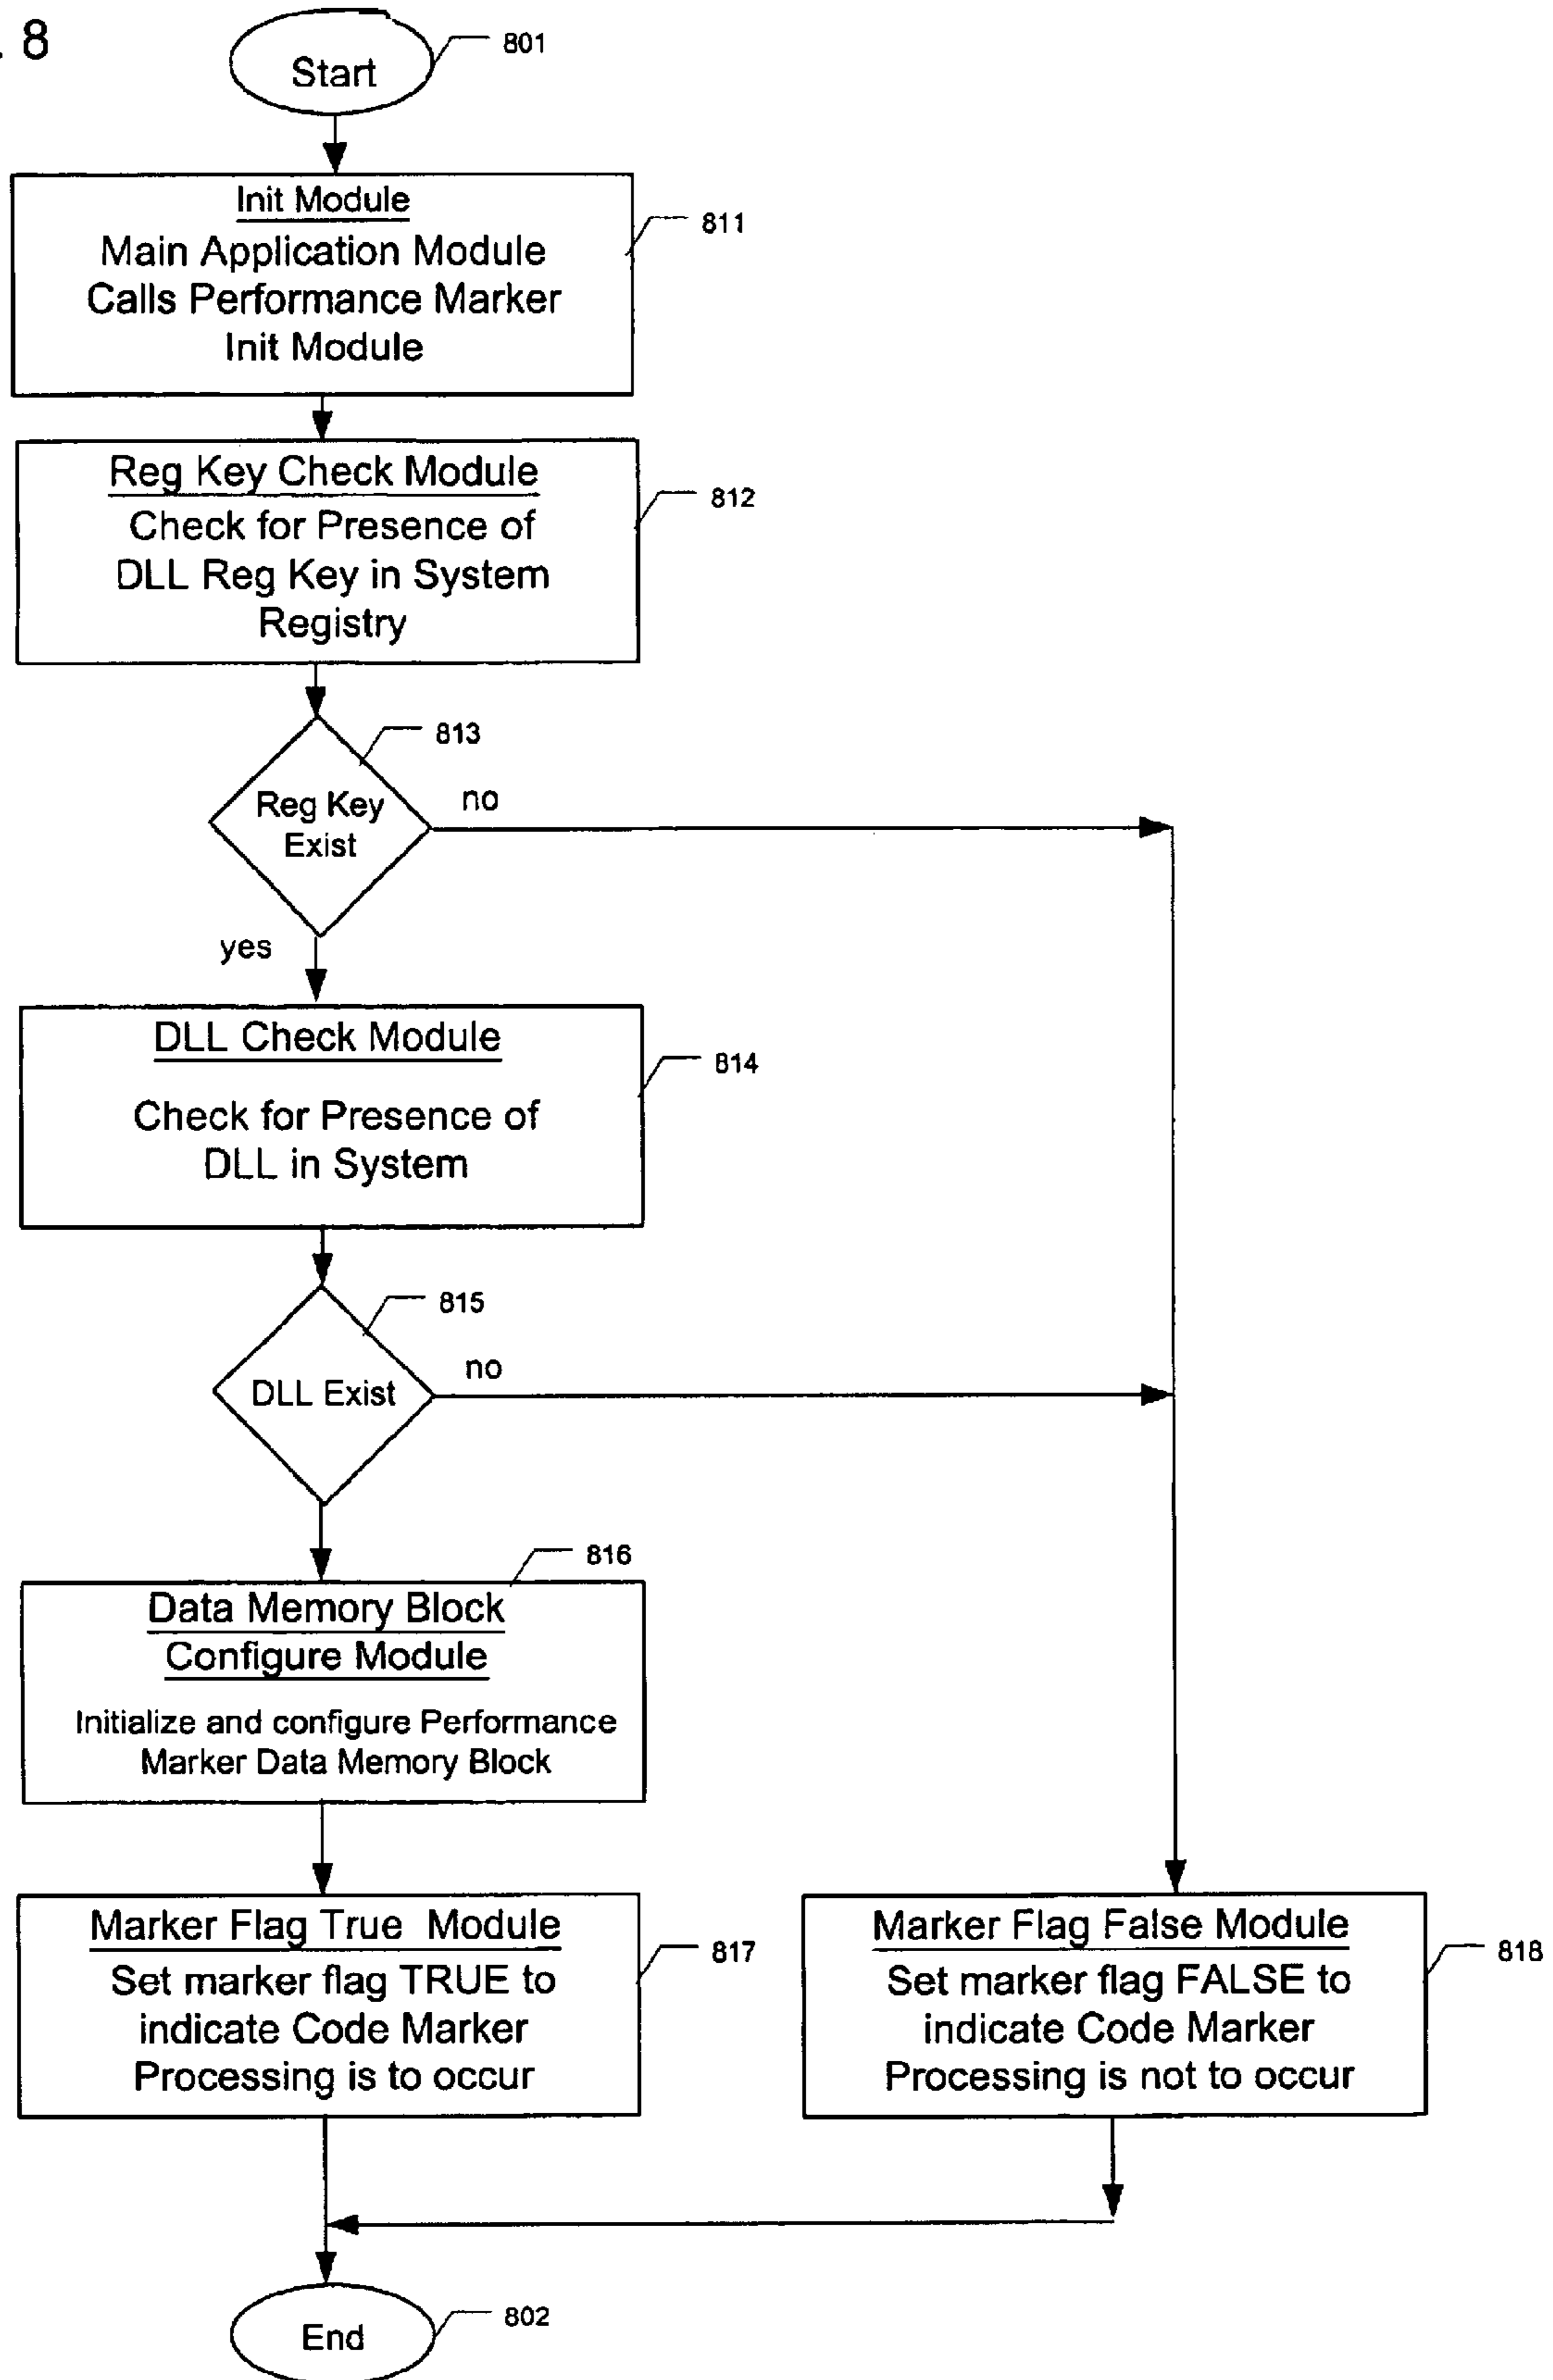 . 8
801
Start
Init Module
Main Application Module
Calls Performance Marker
Init Module
811
Reg Key Check Module
Check for Presence of
DLL Reg Key in System
Registry
812
813
Reg Key
Exist
no
yes
DLL Check Module
Check for Presence of
DLL in System
814
815
DLL Exist
no
816
Data Memory Block
Configure Module
Initialize and configure Performance
Marker Data Memory Block
Marker Flag True Module
Set marker flag TRUE to
indicate Code Marker
Processing is to occur
817
Marker Flag False Module
Set marker flag FALSE to
indicate Code Marker
Processing is not to occur
818
End
802